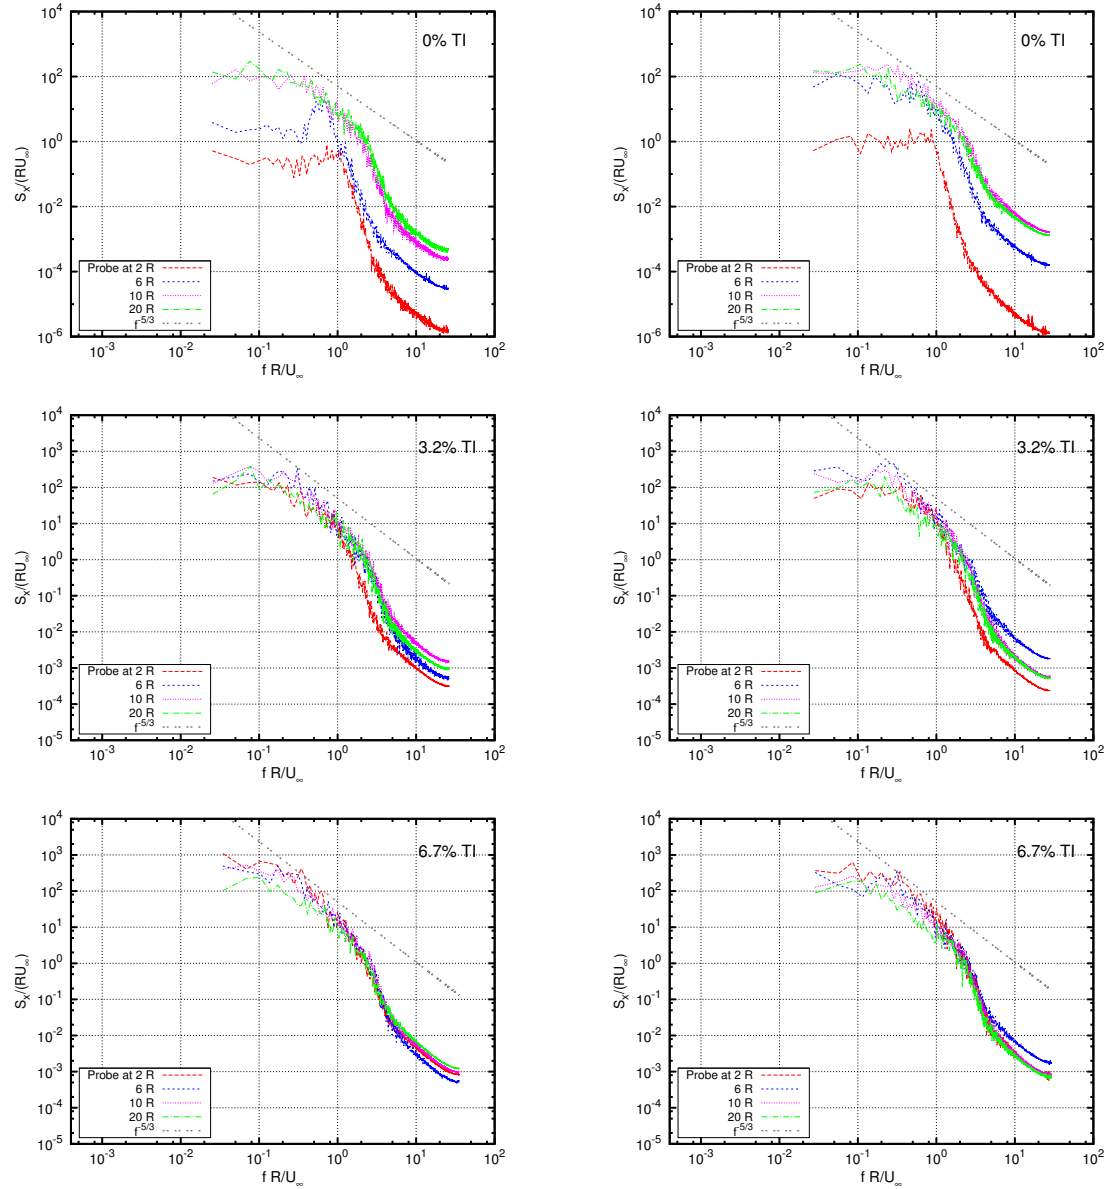 10^4
10^2
10^0
10^-2
10^-4
10^-6
S_x/(RU_∞)
0% TI
Probe at 2 R
6 R
10 R
20 R
f^-5/3
10^-3 10^-2 10^-1 10^0 10^1 10^2
f R/U_∞
10^4
10^2
10^0
10^-2
10^-4
10^-6
S_x/(RU_∞)
0% TI
Probe at 2 R
6 R
10 R
20 R
f^-5/3
10^-3 10^-2 10^-1 10^0 10^1 10^2
f R/U_∞
10^4
10^3
10^2
10^1
10^0
10^-1
10^-2
10^-3
10^-4
10^-5
S_x/(RU_∞)
3.2% TI
Probe at 2 R
6 R
10 R
20 R
f^-5/3
10^-3 10^-2 10^-1 10^0 10^1 10^2
f R/U_∞
10^4
10^3
10^2
10^1
10^0
10^-1
10^-2
10^-3
10^-4
10^-5
S_x/(RU_∞)
3.2% TI
Probe at 2 R
6 R
10 R
20 R
f^-5/3
10^-3 10^-2 10^-1 10^0 10^1 10^2
f R/U_∞
10^4
10^3
10^2
10^1
10^0
10^-1
10^-2
10^-3
10^-4
10^-5
S_x/(RU_∞)
6.7% TI
Probe at 2 R
6 R
10 R
20 R
f^-5/3
10^-3 10^-2 10^-1 10^0 10^1 10^2
f R/U_∞
10^4
10^3
10^2
10^1
10^0
10^-1
10^-2
10^-3
10^-4
10^-5
S_x/(RU_∞)
6.7% TI
Probe at 2 R
6 R
10 R
20 R
f^-5/3
10^-3 10^-2 10^-1 10^0 10^1 10^2
f R/U_∞